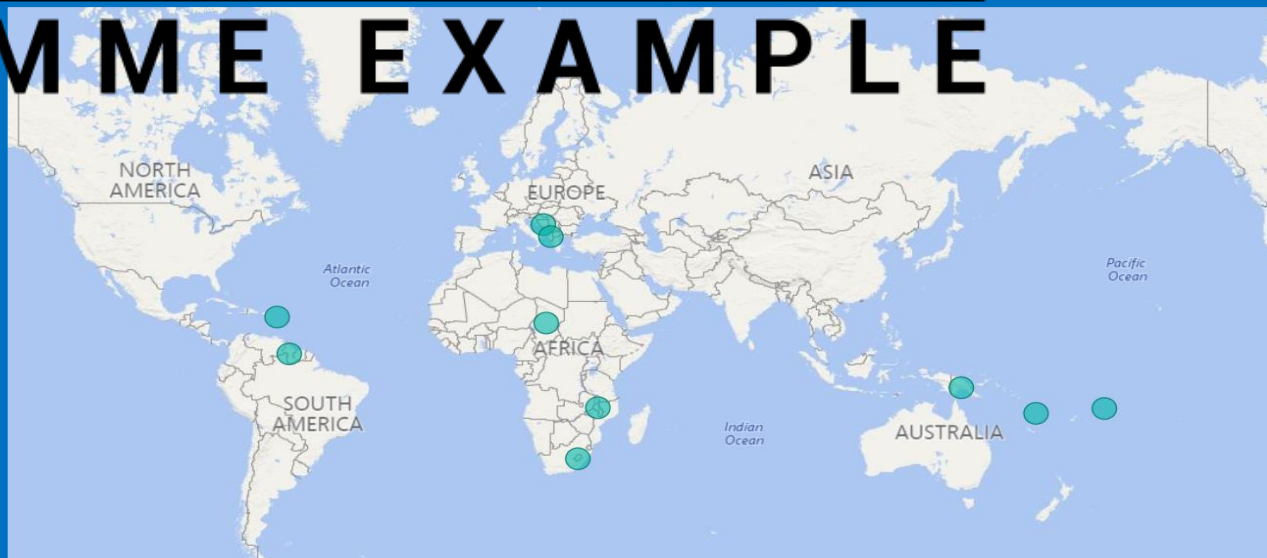 MME EXAMPLE
NORTH
AMERICA
EUROPE
ASIA
Atlantic
Ocean
Pacific
Ocean
AFRICA
SOUTH
AMERICA
Indian
Ocean
AUSTRALIA